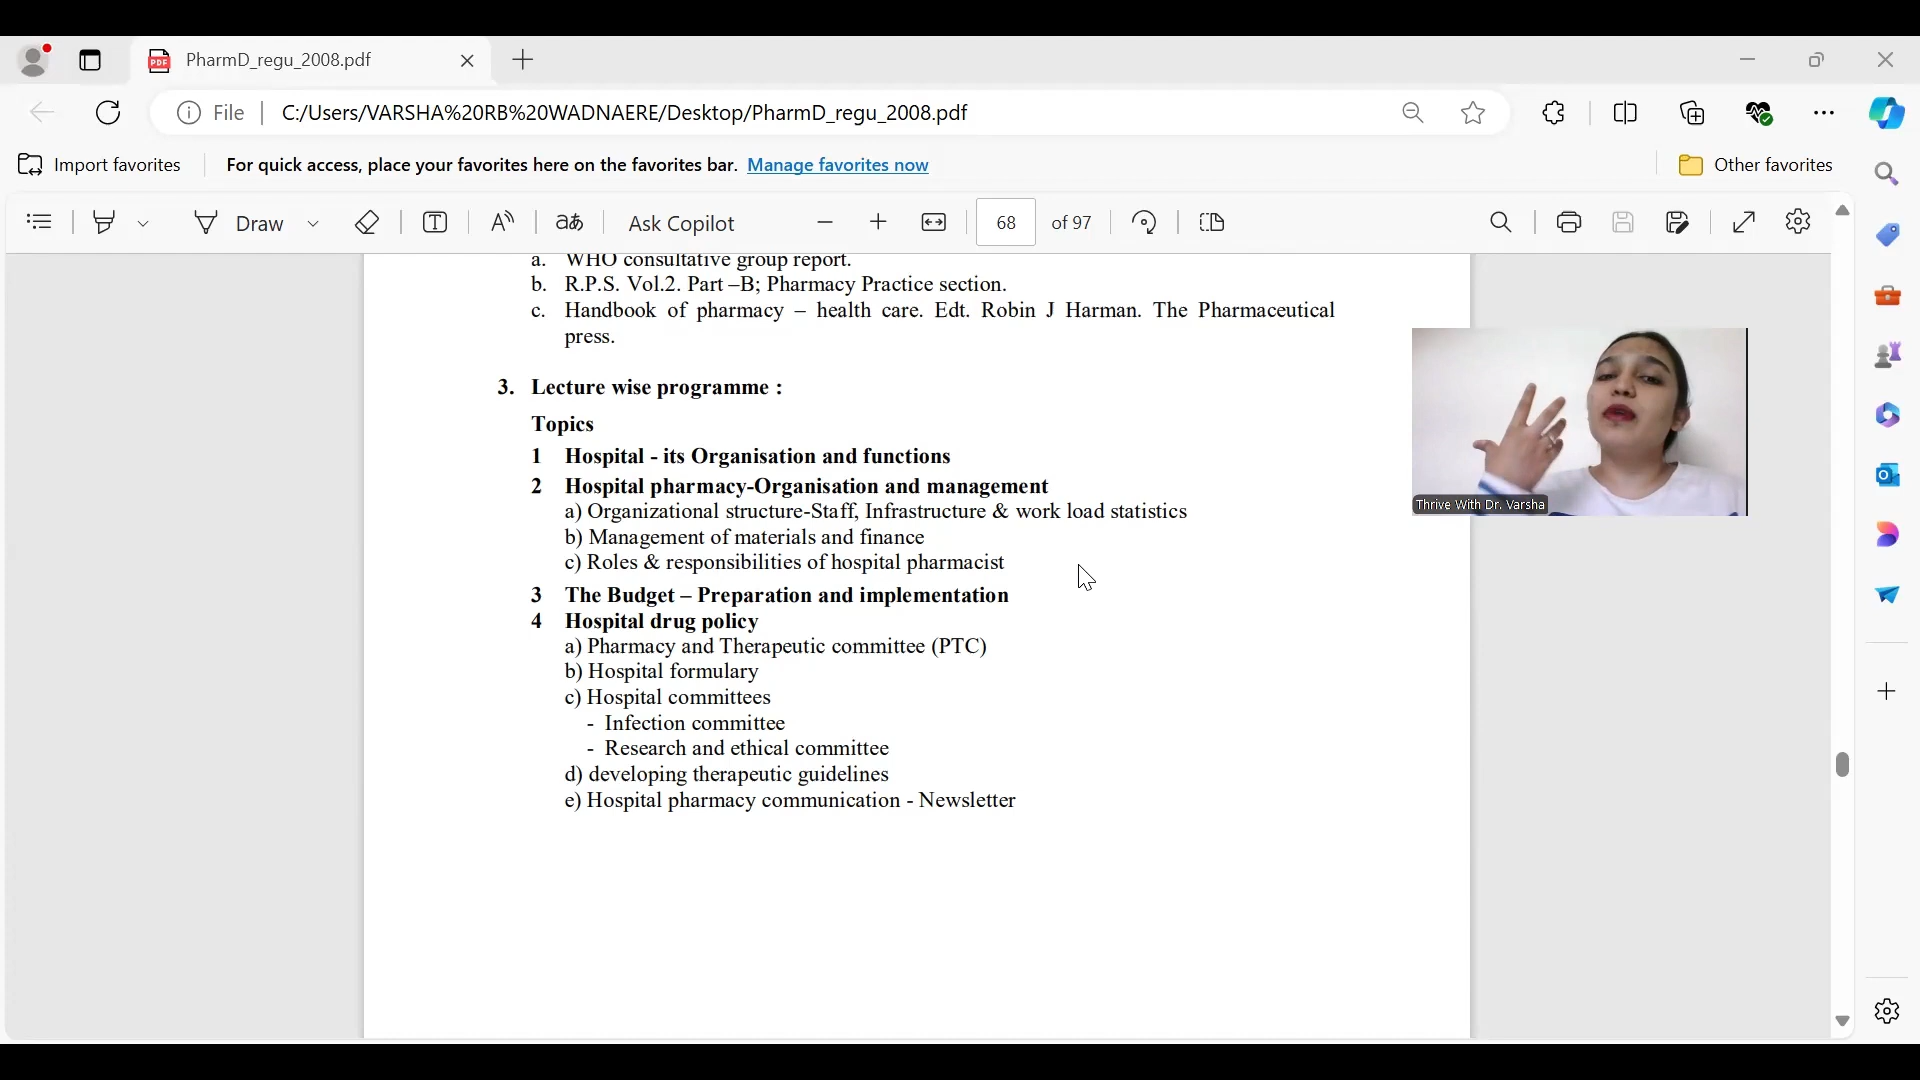 PharmD_regu_2008.pdf
File
C:/Users/VARSHA%20RB%20WADNAERE/Desktop/PharmD_regu_2008.pdf
Import favorites
For quick access, place your favorites here on the favorites bar. Manage favorites now
Other favorites
Draw
T
A
aあ
Ask Copilot
68 of 97
a. WHO consultative group report.
b. R.P.S. Vol.2. Part –B; Pharmacy Practice section.
c. Handbook of pharmacy – health care. Edt. Robin J Harman. The Pharmaceutical
press.
3. Lecture wise programme :
Topics
1 Hospital - its Organisation and functions
2 Hospital pharmacy-Organisation and management
a) Organizational structure-Staff, Infrastructure & work load statistics
b) Management of materials and finance
c) Roles & responsibilities of hospital pharmacist
3 The Budget – Preparation and implementation
4 Hospital drug policy
a) Pharmacy and Therapeutic committee (PTC)
b) Hospital formulary
c) Hospital committees
- Infection committee
- Research and ethical committee
d) developing therapeutic guidelines
e) Hospital pharmacy communication - Newsletter
Thrive With Dr. Varsha